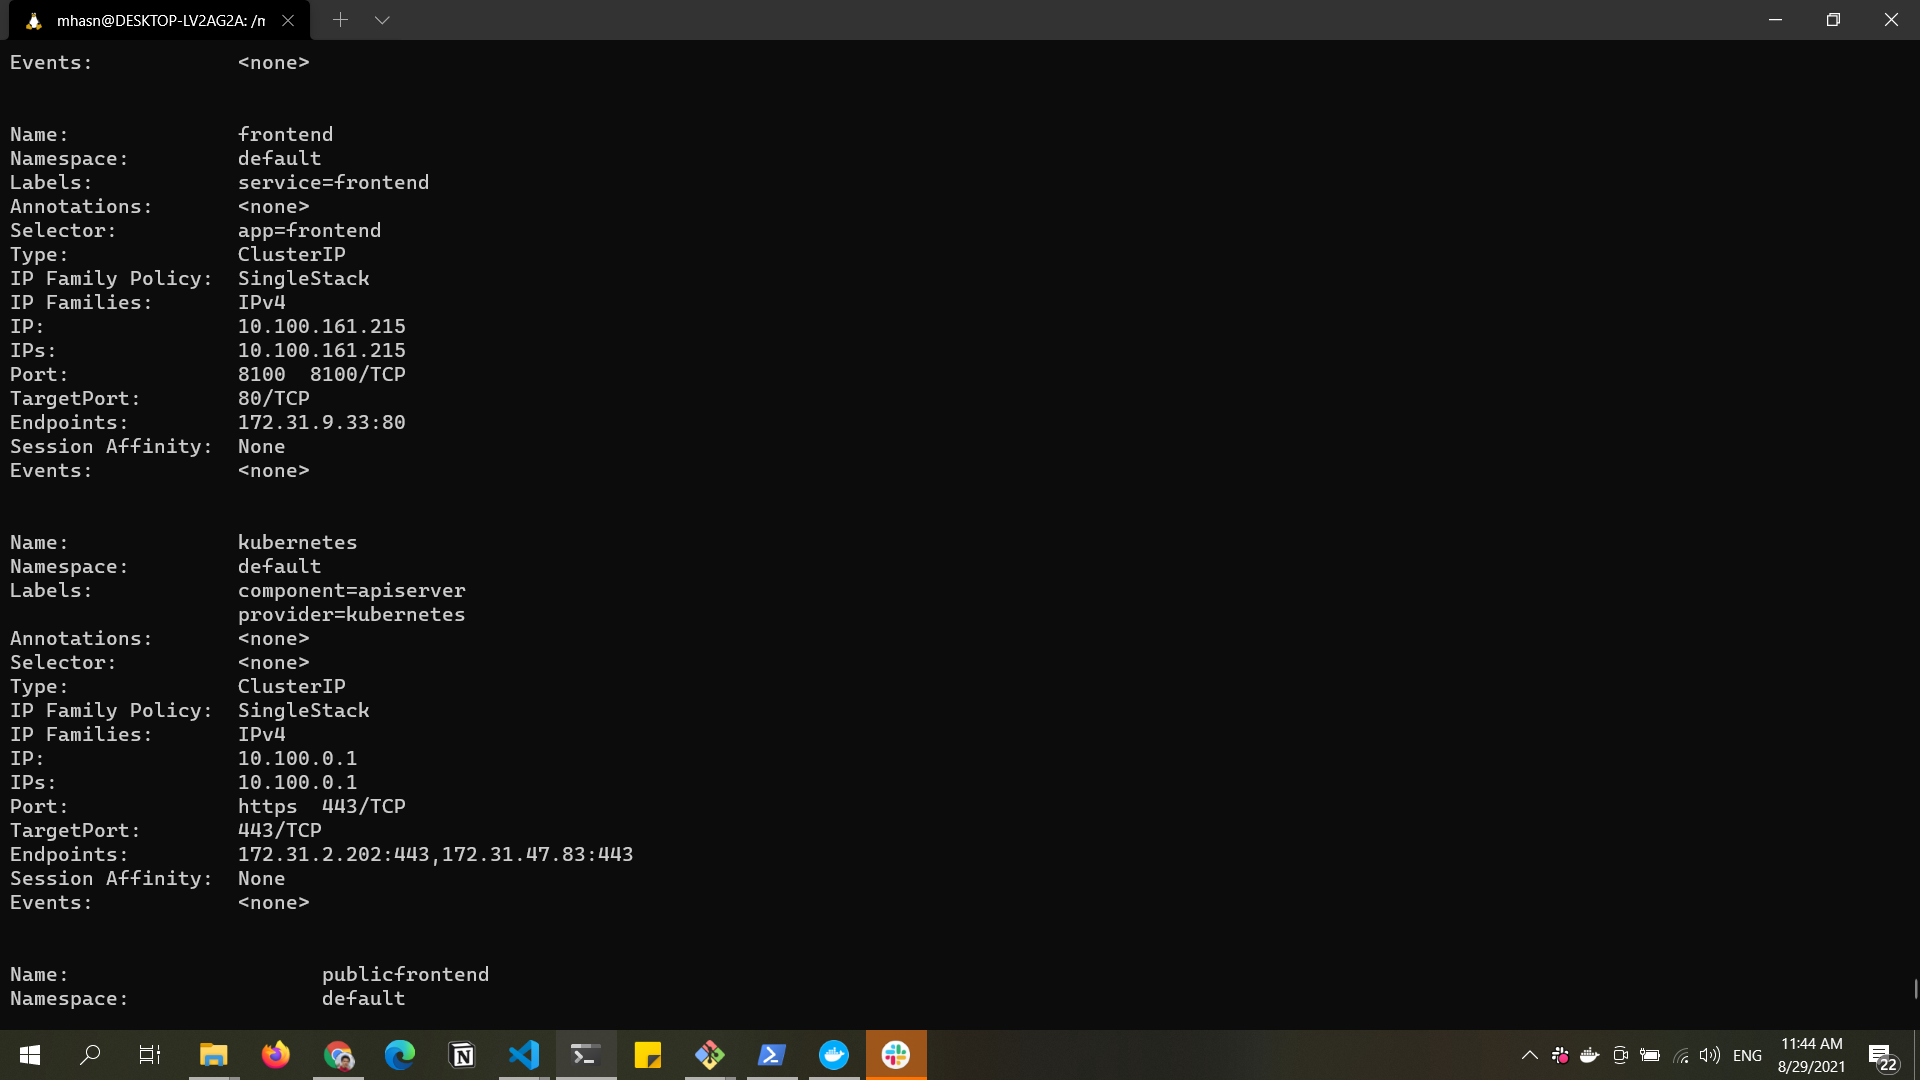 mhasn@DESKTOP-LV2AG2A: /m
Events:            <none>
Name:              frontend
Namespace:         default
Labels:            service=frontend
Annotations:       <none>
Selector:          app=frontend
Type:              ClusterIP
IP Family Policy:  SingleStack
IP Families:       IPv4
IP:                10.100.161.215
IPs:               10.100.161.215
Port:              8100  8100/TCP
TargetPort:        80/TCP
Endpoints:         172.31.9.33:80
Session Affinity:  None
Events:            <none>
Name:              kubernetes
Namespace:         default
Labels:            component=apiserver
                   provider=kubernetes
Annotations:       <none>
Selector:          <none>
Type:              ClusterIP
IP Family Policy:  SingleStack
IP Families:       IPv4
IP:                10.100.0.1
IPs:               10.100.0.1
Port:              https  443/TCP
TargetPort:        443/TCP
Endpoints:         172.31.2.202:443,172.31.47.83:443
Session Affinity:  None
Events:            <none>
Name:                     publicfrontend
Namespace:                default
ENG
11:44 AM
8/29/2021
22